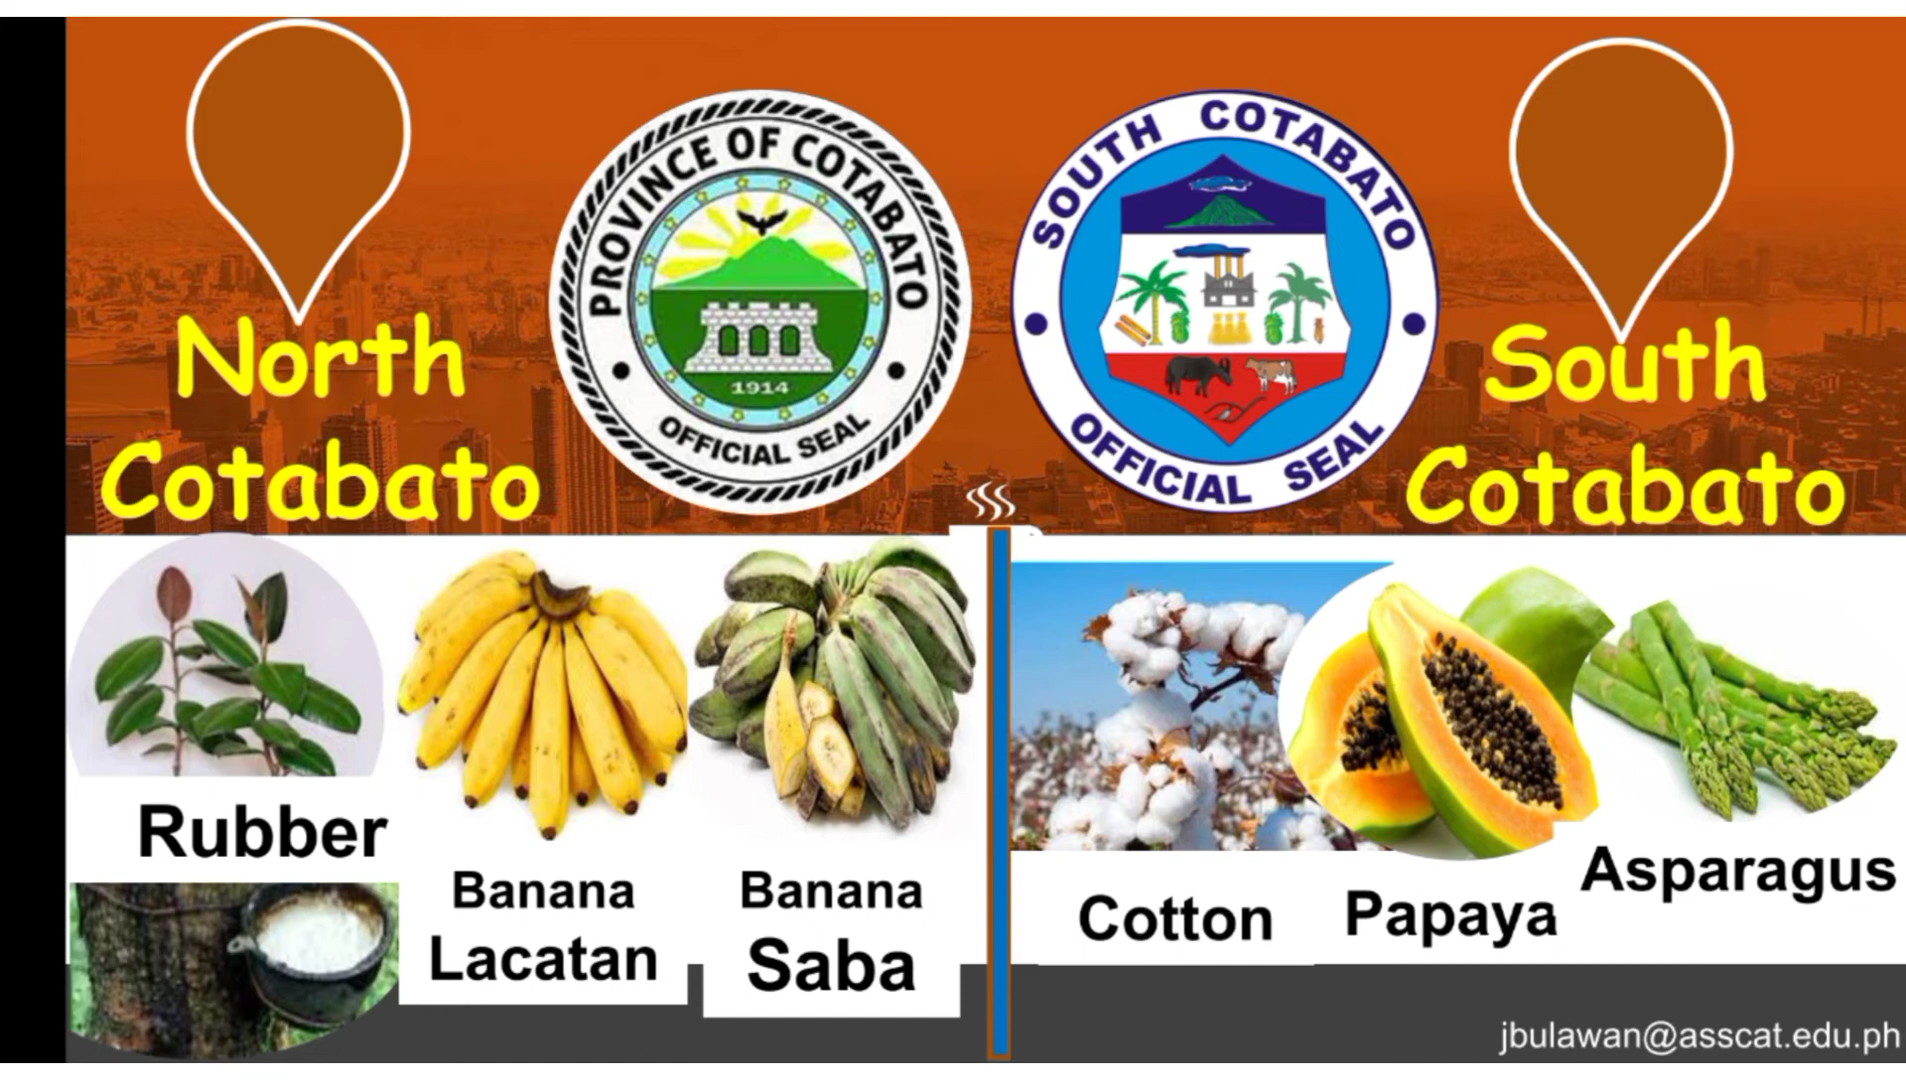 North
Cotabato
PROVINCE OF COTABATO
1914
OFFICIAL SEAL
SOUTH COTABATO
OFFICIAL SEAL
South
Cotabato
Rubber
Banana
Lacatan
Banana
Saba
Cotton
Papaya
Asparagus
jbulawan@asscat.edu.ph